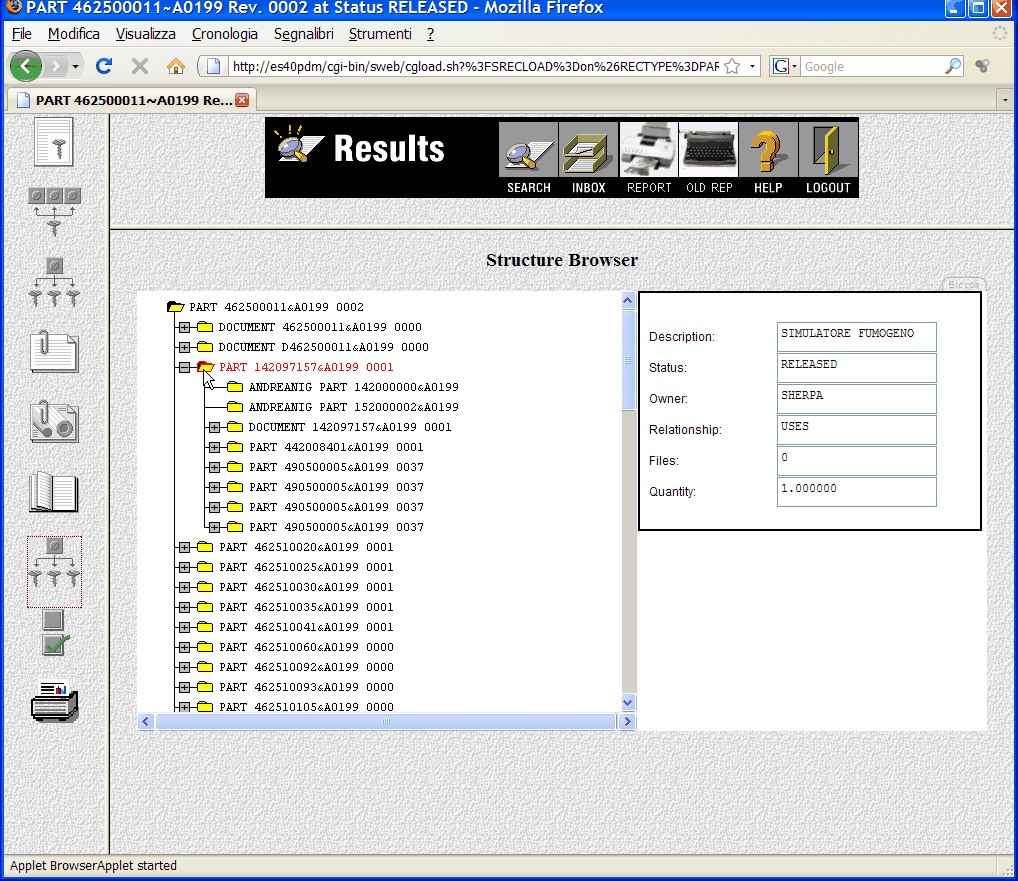 PART 462500011~A0199 Rev. 0002 at Status RELEASED - Mozilla Firefox
File Modifica Visualizza Cronologia Segnalibri Strumenti ?
http://es40pdm/cgi-bin/sweb/cgload.sh?%3FSRECLOAD%3Don%26RECTYPE%3DPAR
G Google
PART 462500011~A0199 Re...
Results
SEARCH INBOX REPORT OLD REP HELP LOGOUT
Structure Browser
Blocca
PART 462500011&A0199 0002
DOCUMENT 462500011&A0199 0000
DOCUMENT D462500011&A0199 0000
PART 142097157&A0199 0001
ANDREANIG PART 142000000&A0199
ANDREANIG PART 152000002&A0199
DOCUMENT 142097157&A0199 0001
PART 442008401&A0199 0001
PART 490500005&A0199 0037
PART 490500005&A0199 0037
PART 490500005&A0199 0037
PART 490500005&A0199 0037
PART 462510020&A0199 0001
PART 462510025&A0199 0001
PART 462510030&A0199 0001
PART 462510035&A0199 0001
PART 462510041&A0199 0001
PART 462510060&A0199 0000
PART 462510092&A0199 0000
PART 462510093&A0199 0000
PART 462510105&A0199 0000
Description: SIMULATORE FUMOGENO
Status: RELEASED
Owner: SHERPA
Relationship: USES
Files: 0
Quantity: 1.000000
Applet BrowserApplet started